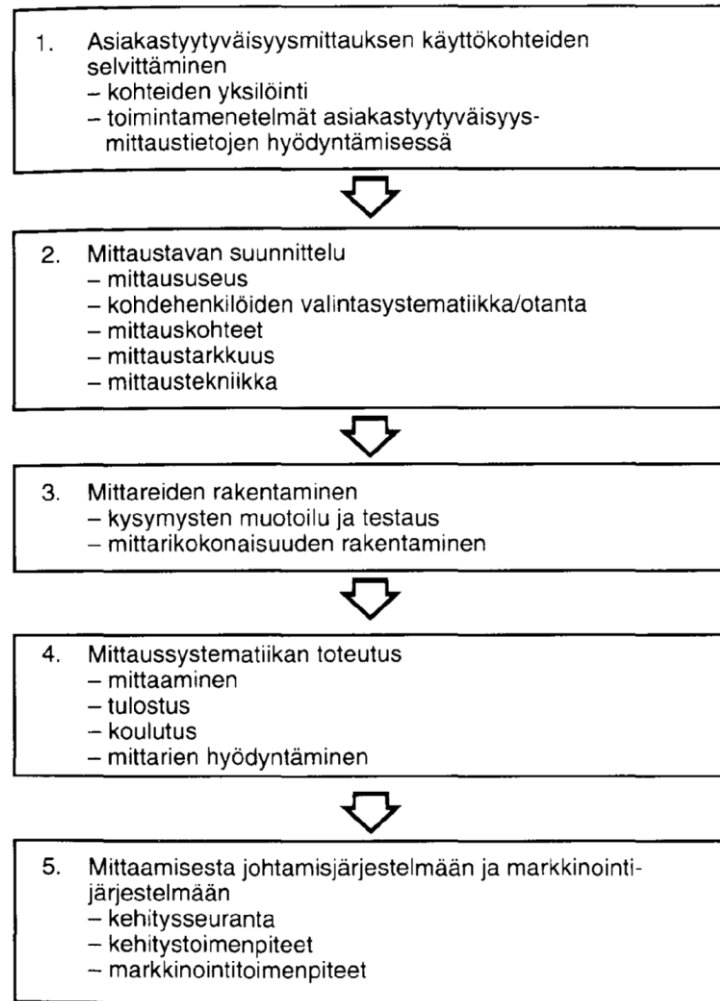 1. Asiakastyytyväisyysmittauksen käyttökohteiden
selvittäminen
– kohteiden yksilöinti
– toimintamenetelmät asiakastyytyväisyys-
mittaustietojen hyödyntämisessä
2. Mittaustavan suunnittelu
– mittaususeus
– kohdehenkilöiden valintasystematiikka/otanta
– mittauskohteet
– mittaustarkkuus
– mittaustekniikka
3. Mittareiden rakentaminen
– kysymysten muotoilu ja testaus
– mittarikokonaisuuden rakentaminen
4. Mittaussystematiikan toteutus
– mittaaminen
– tulostus
– koulutus
– mittarien hyödyntäminen
5. Mittaamisesta johtamisjärjestelmään ja markkinointi-
järjestelmään
– kehitysseuranta
– kehitystoimenpiteet
– markkinointitoimenpiteet